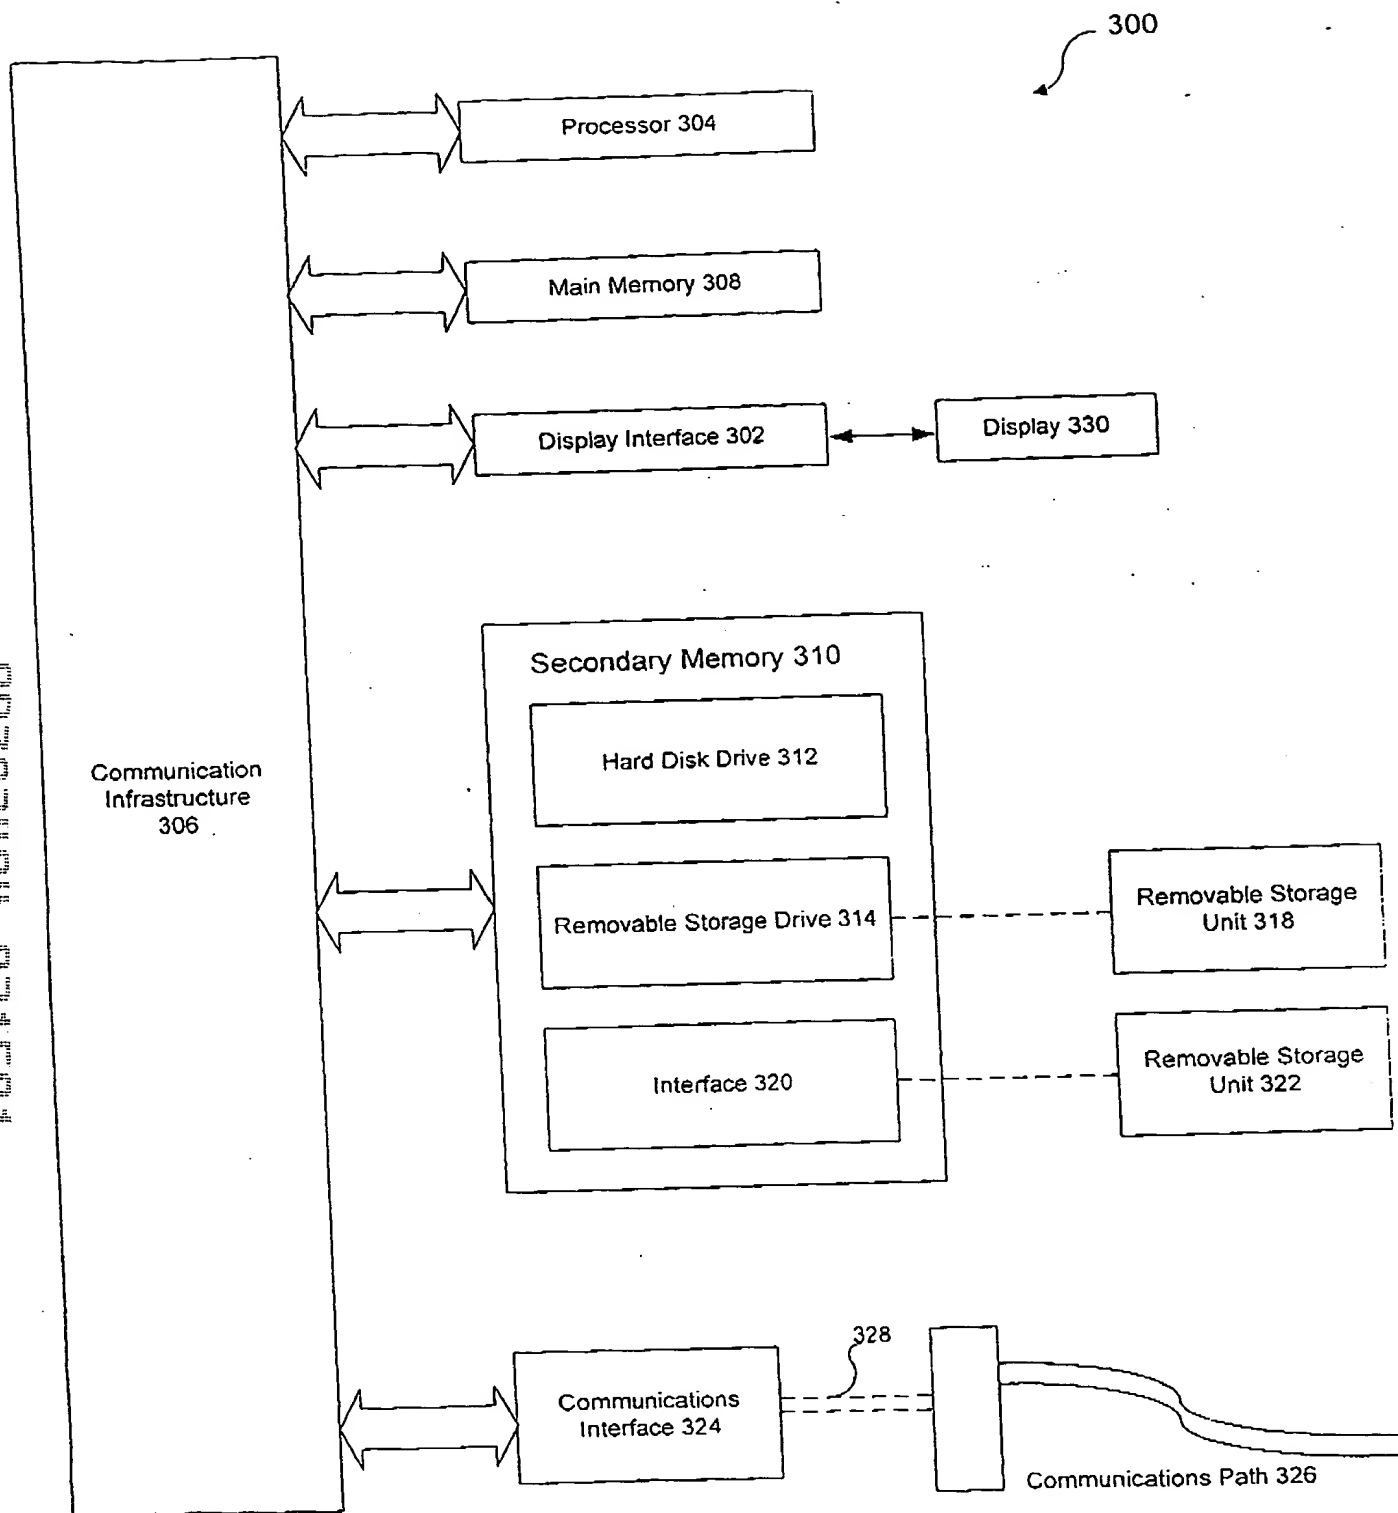 300
Processor 304
Main Memory 308
Display Interface 302
Display 330
Secondary Memory 310
Hard Disk Drive 312
Communication
Infrastructure
306
Removable Storage Drive 314
Removable Storage
Unit 318
Interface 320
Removable Storage
Unit 322
328
Communications
Interface 324
Communications Path 326